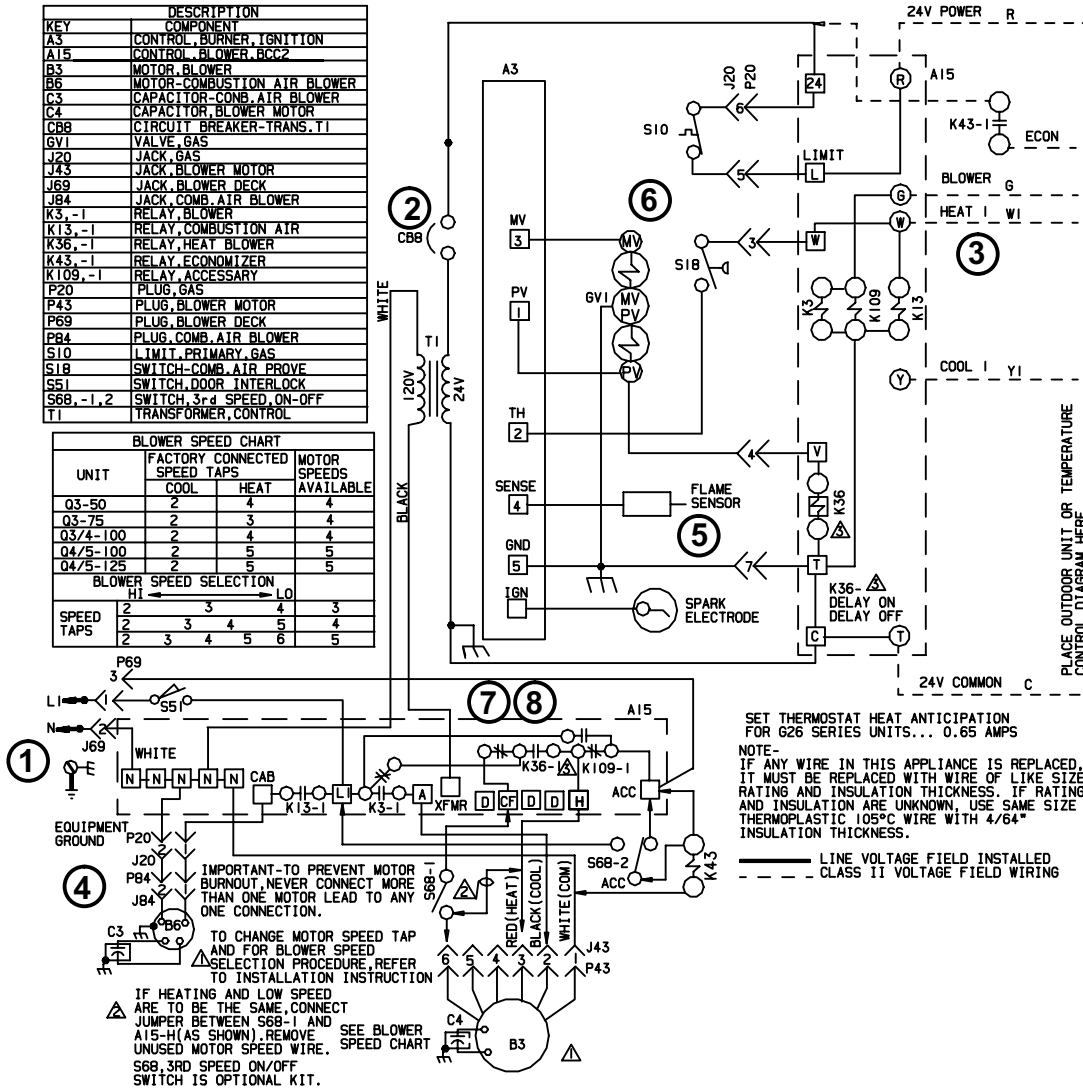 DESCRIPTION
KEY COMPONENT
A3 CONTROL,BURNER,IGNITION
A15 CONTROL.BLOWER.BCC2
B3 MOTOR,BLOWER
B6 MOTOR-COMBUSTION AIR BLOWER
C3 CAPACITOR-CONB.AIR BLOWER
C4 CAPACITOR,BLOWER MOTOR
CB8 CIRCUIT BREAKER-TRANS.T1
GV1 VALVE,GAS
J20 JACK,GAS
J43 JACK,BLOWER MOTOR
J69 JACK,BLOWER DECK
J84 JACK,COMB.AIR BLOWER
K3,-1 RELAY,BLOWER
K13,-1 RELAY,COMBUSTION AIR
K36,-1 RELAY,HEAT BLOWER
K43,-1 RELAY,ECONOMIZER
K109,-1 RELAY,ACCESSARY
P20 PLUG,GAS
P43 PLUG,BLOWER MOTOR
P69 PLUG,BLOWER DECK
P84 PLUG,COMB.AIR BLOWER
S10 LIMIT,PRIMARY,GAS
S18 SWITCH-COMB.AIR PROVE
S51 SWITCH,DOOR INTERLOCK
S68,-1,2 SWITCH,3rd SPEED,ON-OFF
T1 TRANSFORMER,CONTROL
BLOWER SPEED CHART
UNIT FACTORY CONNECTED SPEED TAPS MOTOR SPEEDS AVAILABLE
COOL HEAT
Q3-50 2 4 4
Q3-75 2 3 4
Q3/4-100 2 4 4
Q4/5-100 2 5 5
Q4/5-125 2 5 5
BLOWER SPEED SELECTION
HI LO
SPEED TAPS
2 3 4 3
2 3 4 5 4
2 3 4 5 6 5
24V POWER R
A3
J20
P20
24
R
A15
6
S10
K43-1
ECON
5
LIMIT
L
2
CB8
6
BLOWER G
G
HEAT 1 W1
W
3
MV
3
MV
S18
3
W
GV1
MV
PV
PV
1
PV
K3
K109
K13
WHITE
T1
120V
24V
COOL 1 Y1
Y
TH
2
4
V
BLACK
SENSE
4
FLAME
SENSOR
5
K36
3
GND
5
7
T
IGN
SPARK
ELECTRODE
K36- 3
DELAY ON
DELAY OFF
C
T
24V COMMON C
PLACE OUTDOOR UNIT OR TEMPERATURE
CONTROL DIAGRAM HERE
P69
3
L1
1
S51
7
8
A15
N
2
J69
1
E
WHITE
N N N N N
CAB
K13-1
L1
K3-1
A
XFMR
K36-1 3
K109-1
D CF D D H
ACC
EQUIPMENT
GROUND
P20
2 1
J20
P84
2 1
J84
4
B6
C3
IMPORTANT-TO PREVENT MOTOR
BURNOUT,NEVER CONNECT MORE
THAN ONE MOTOR LEAD TO ANY
ONE CONNECTION.
1
TO CHANGE MOTOR SPEED TAP
AND FOR BLOWER SPEED
SELECTION PROCEDURE,REFER
TO INSTALLATION INSTRUCTION
2
IF HEATING AND LOW SPEED
ARE TO BE THE SAME,CONNECT
JUMPER BETWEEN S68-1 AND
A15-H(AS SHOWN).REMOVE
UNUSED MOTOR SPEED WIRE.
S68,3RD SPEED ON/OFF
SWITCH IS OPTIONAL KIT.
SEE BLOWER
SPEED CHART
S68-1
2
RED(HEAT)
BLACK(COOL)
WHITE(COM)
S68-2
ACC
K43
6 5 4 3 2 1
J43
P43
C4
B3
1
SET THERMOSTAT HEAT ANTICIPATION
FOR G26 SERIES UNITS... 0.65 AMPS
NOTE-
IF ANY WIRE IN THIS APPLIANCE IS REPLACED,
IT MUST BE REPLACED WITH WIRE OF LIKE SIZE,
RATING AND INSULATION THICKNESS. IF RATING
AND INSULATION ARE UNKNOWN, USE SAME SIZE
THERMOPLASTIC 105°C WIRE WITH 4/64"
INSULATION THICKNESS.
LINE VOLTAGE FIELD INSTALLED
CLASS II VOLTAGE FIELD WIRING